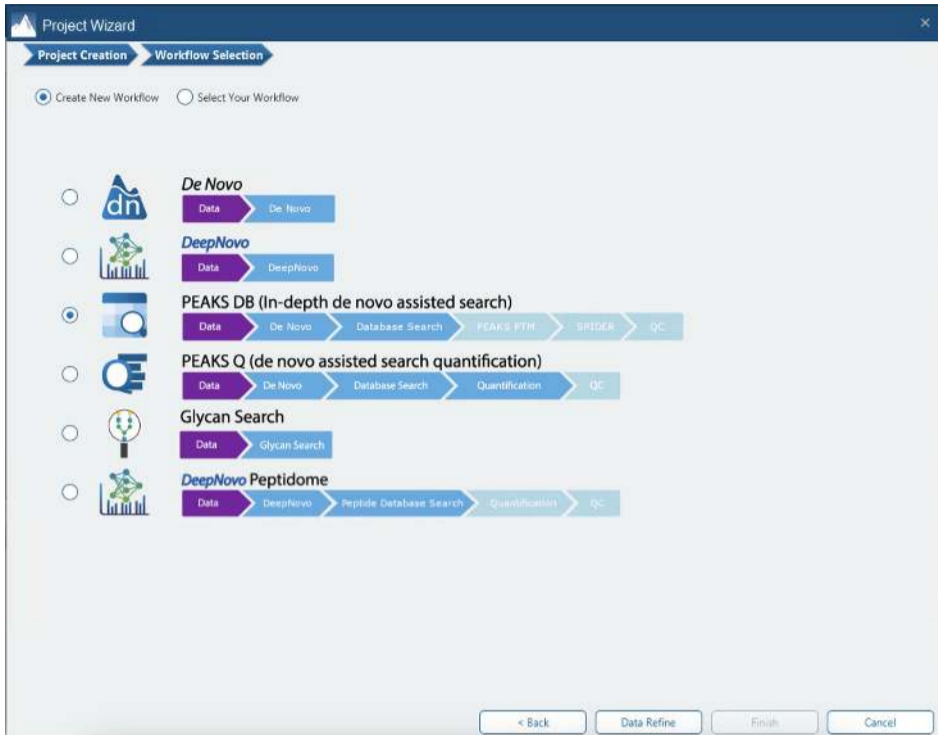 Project Wizard
Project Creation Workflow Selection
Create New Workflow Select Your Workflow
dn
De Novo
Data De Novo
DeepNovo
Data DeepNovo
PEAKS DB (In-depth de novo assisted search)
Data De Novo Database Search PEAKS PTM SPIDER QC
PEAKS Q (de novo assisted search quantification)
Data De Novo Database Search Quantification QC
Glycan Search
Data Glycan Search
DeepNovo Peptidome
Data DeepNovo Peptide Database Search Quantification QC
< Back Data Refine Finish Cancel